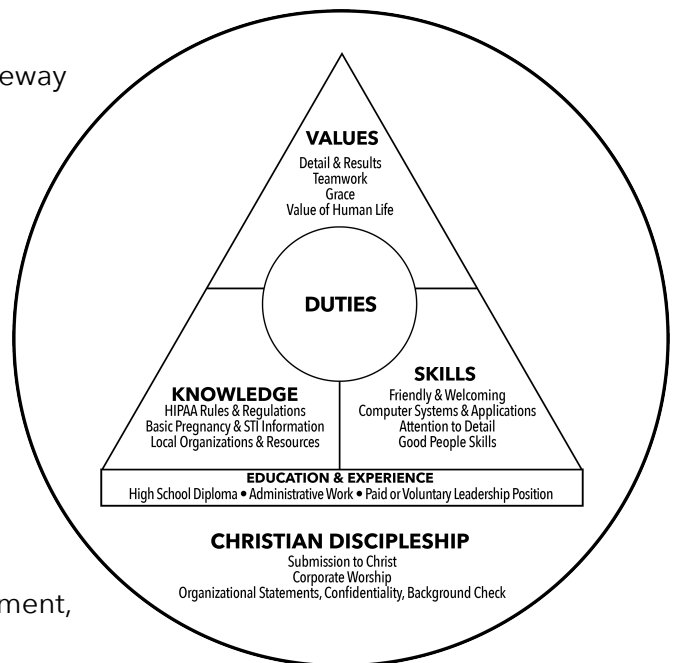 eway
VALUES
Detail & Results
Teamwork
Grace
Value of Human Life
DUTIES
KNOWLEDGE
HIPAA Rules & Regulations
Basic Pregnancy & STI Information
Local Organizations & Resources
SKILLS
Friendly & Welcoming
Computer Systems & Applications
Attention to Detail
Good People Skills
EDUCATION & EXPERIENCE
High School Diploma • Administrative Work • Paid or Voluntary Leadership Position
CHRISTIAN DISCIPLESHIP
Submission to Christ
Corporate Worship
Organizational Statements, Confidentiality, Background Check
ment,